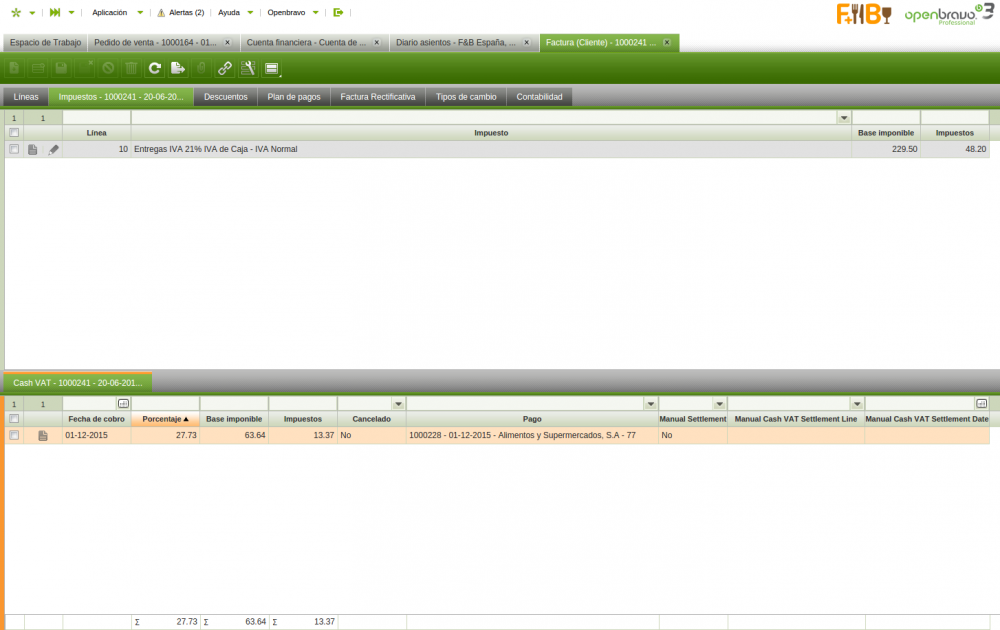 Aplicación Alertas (2) Ayuda Openbravo
F&B openbravo 3
Professional
Espacio de Trabajo Pedido de venta - 1000164 - 01... Cuenta financiera - Cuenta de ... Diario asientos - F&B España, ... Factura (Cliente) - 1000241 ...
Líneas Impuestos - 1000241 - 20-06-20... Descuentos Plan de pagos Factura Rectificativa Tipos de cambio Contabilidad
1 1
Línea Impuesto Base imponible Impuestos
10 Entregas IVA 21% IVA de Caja - IVA Normal 229.50 48.20
Cash VAT - 1000241 - 20-06-201...
1 1
Fecha de cobro Porcentaje Base imponible Impuestos Cancelado Pago Manual Settlement Manual Cash VAT Settlement Line Manual Cash VAT Settlement Date
01-12-2015 27.73 63.64 13.37 No 1000228 - 01-12-2015 - Alimentos y Supermercados, S.A - 77 No
Σ 27.73 Σ 63.64 Σ 13.37